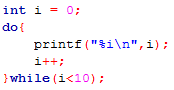 int i = 0;
do{
    printf("%i\n",i);
    i++;
}while(i<10);